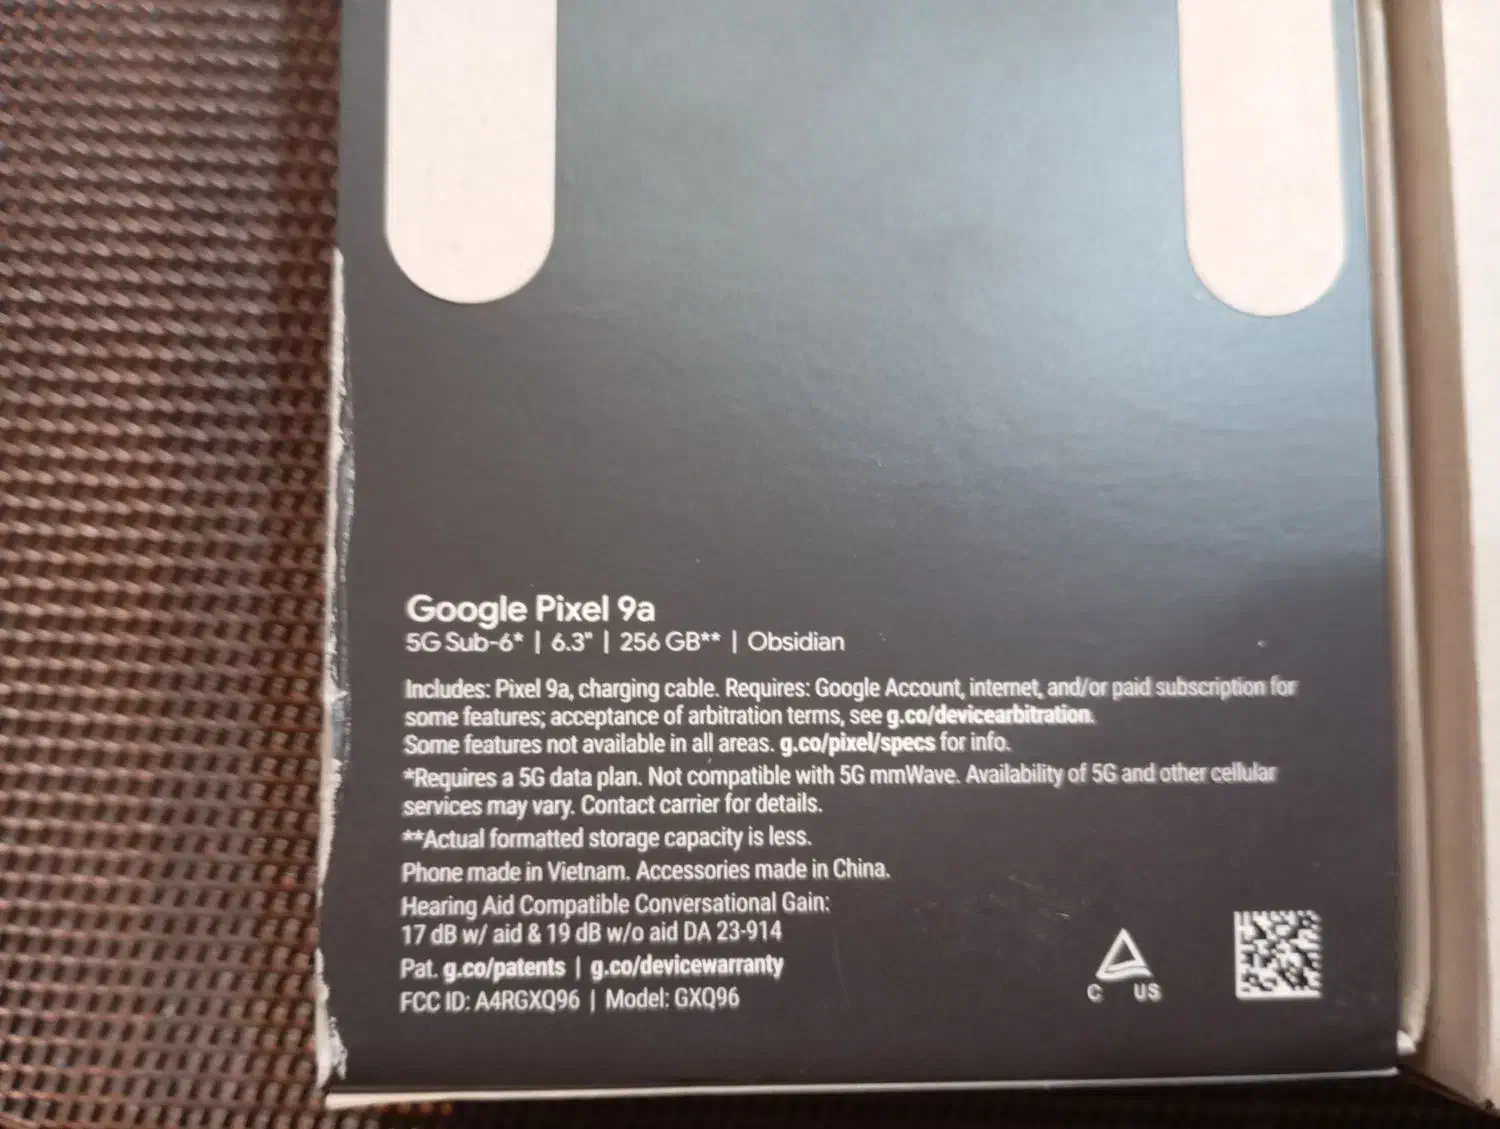 Google Pixel 9a
5G Sub-6* | 6.3" | 256 GB** | Obsidian
Includes: Pixel 9a, charging cable. Requires: Google Account, internet, and/or paid subscription for
some features; acceptance of arbitration terms, see g.co/devicearbitration.
Some features not available in all areas. g.co/pixel/specs for info.
*Requires a 5G data plan. Not compatible with 5G mmWave. Availability of 5G and other cellular
services may vary. Contact carrier for details.
**Actual formatted storage capacity is less.
Phone made in Vietnam. Accessories made in China.
Hearing Aid Compatible Conversational Gain:
17 dB w/ aid & 19 dB w/o aid DA 23-914
Pat. g.co/patents | g.co/devicewarranty
FCC ID: A4RGXQ96 | Model: GXQ96
C US